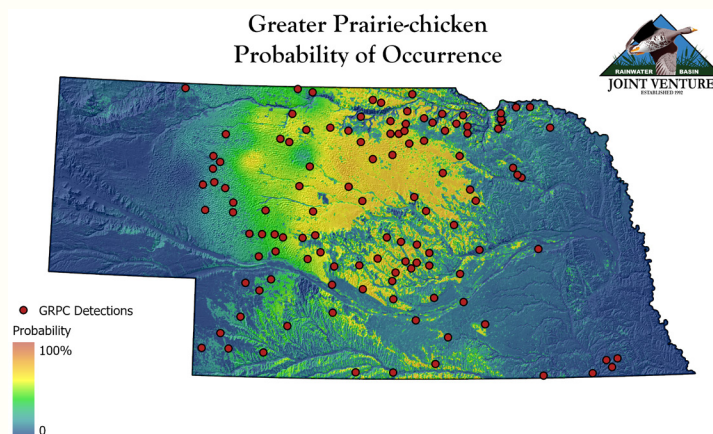 Greater Prairie-chicken
Probability of Occurrence
RAINWATER BASIN
JOINT VENTURE
ESTABLISHED 1992
GRPC Detections
Probability
100%
0